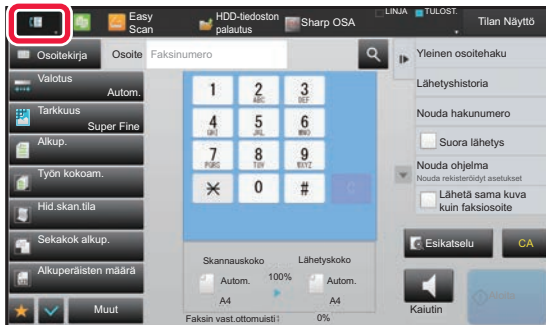 Easy
Scan
HDD-tiedoston
palautus
Sharp OSA
LINJA
TULOST.
Tilan Näyttö
Osoitekirja
Osoite
Faksinumero
Yleinen osoitehaku
Valotus
Autom.
Lähetyshistoria
Tarkkuus
Super Fine
Nouda hakunumero
Alkup.
Suora lähetys
Työn kokoam.
Nouda ohjelma
Nouda rekisteröidyt asetukset
Hid.skan.tila
Lähetä sama kuva
kuin faksiosoite
Sekakok alkup.
Alkuperäisten määrä
Muut
1 2 3
ABC DEF
4 5 6
GHI JKL MNO
7 8 9
PQRS TUV WXYZ
0 #
C
Skannauskoko
Lähetyskoko
Autom.
100%
Autom.
A4
A4
Faksin vast.ottomuisti:
0%
Esikatselu
CA
Kaiutin
Aloita